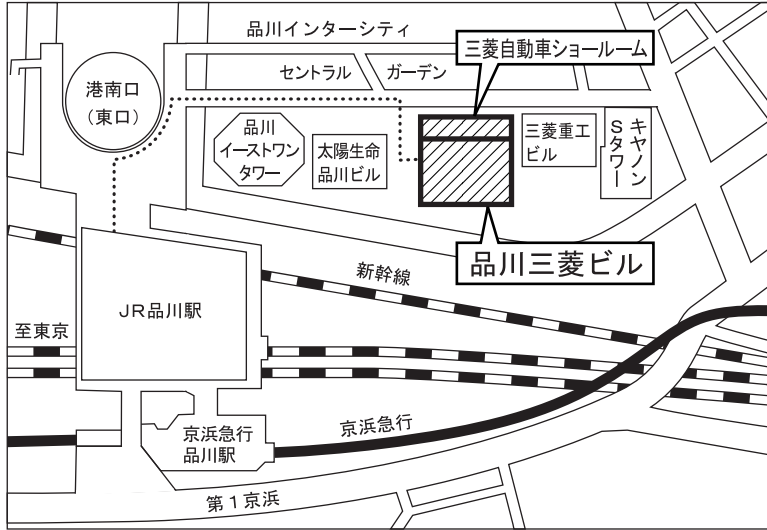 品川インターシティ
三菱自動車ショールーム
港南口
（東口）
セントラル
ガーデン
品川
イーストワン
タワー
太陽生命
品川ビル
三菱重工
ビル
キヤノン
Sタワー
品川三菱ビル
新幹線
JR品川駅
至東京
京浜急行
品川駅
京浜急行
第1京浜